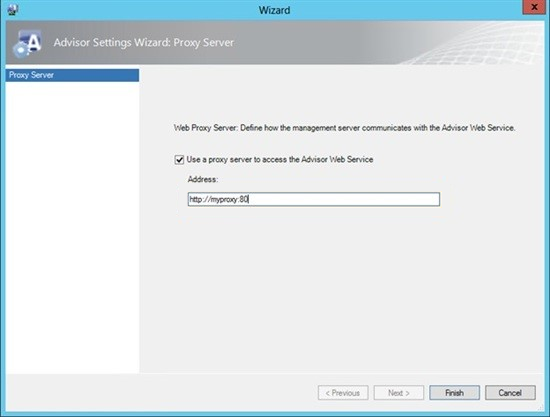 Wizard
x
A
Advisor Settings Wizard: Proxy Server
Proxy Server
Web Proxy Server: Define how the management server communicates with the Advisor Web Service.
Use a proxy server to access the Advisor Web Service
Address:
http://myproxy:80
< Previous
Next >
Finish
Cancel